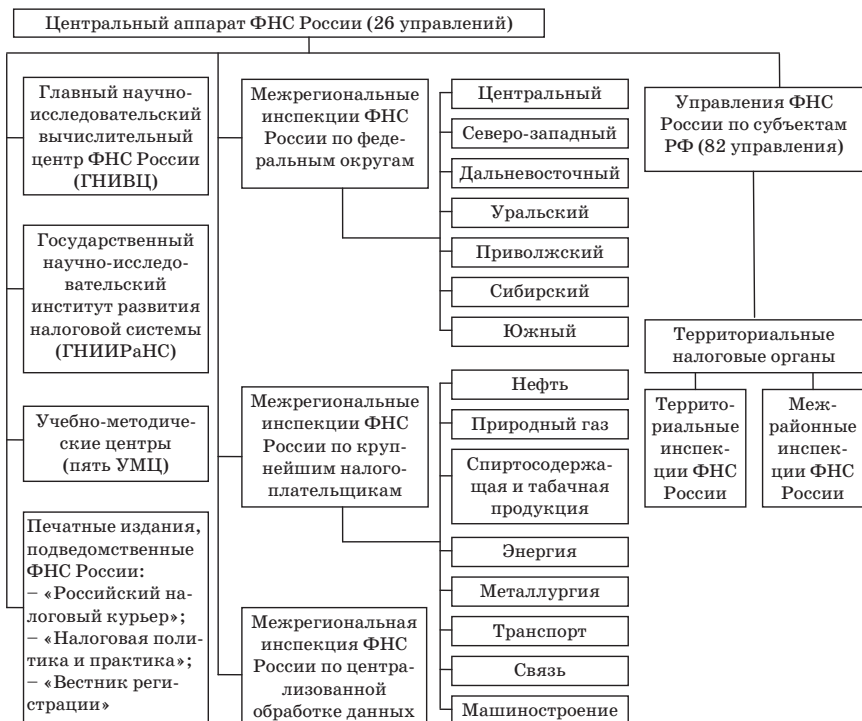 Центральный аппарат ФНС России (26 управлений)
Главный научно-
исследовательский
вычислительный
центр ФНС России
(ГНИВЦ)
Государственный
научно-исследо-
вательский
институт развития
налоговой системы
(ГНИИРаНС)
Учебно-методиче-
ские центры
(пять УМЦ)
Печатные издания,
подведомственные
ФНС России:
– «Российский на-
логовый курьер»;
– «Налоговая поли-
тика и практика»;
– «Вестник реги-
страции»
Межрегиональные
инспекции ФНС
России по феде-
ральным округам
Центральный
Северо-западный
Дальневосточный
Уральский
Приволжский
Сибирский
Южный
Межрегиональные
инспекции ФНС
России по круп-
нейшим налого-
плательщикам
Нефть
Природный газ
Спиртосодержа-
щая и табачная
продукция
Энергия
Металлургия
Транспорт
Связь
Машиностроение
Межрегиональная
инспекция ФНС
России по центра-
лизованной
обработке данных
Управления ФНС
России по субъектам
РФ (82 управления)
Территориальные
налоговые органы
Террито-
риальные
инспек-
ции ФНС
России
Меж-
районные
инспек-
ции ФНС
России